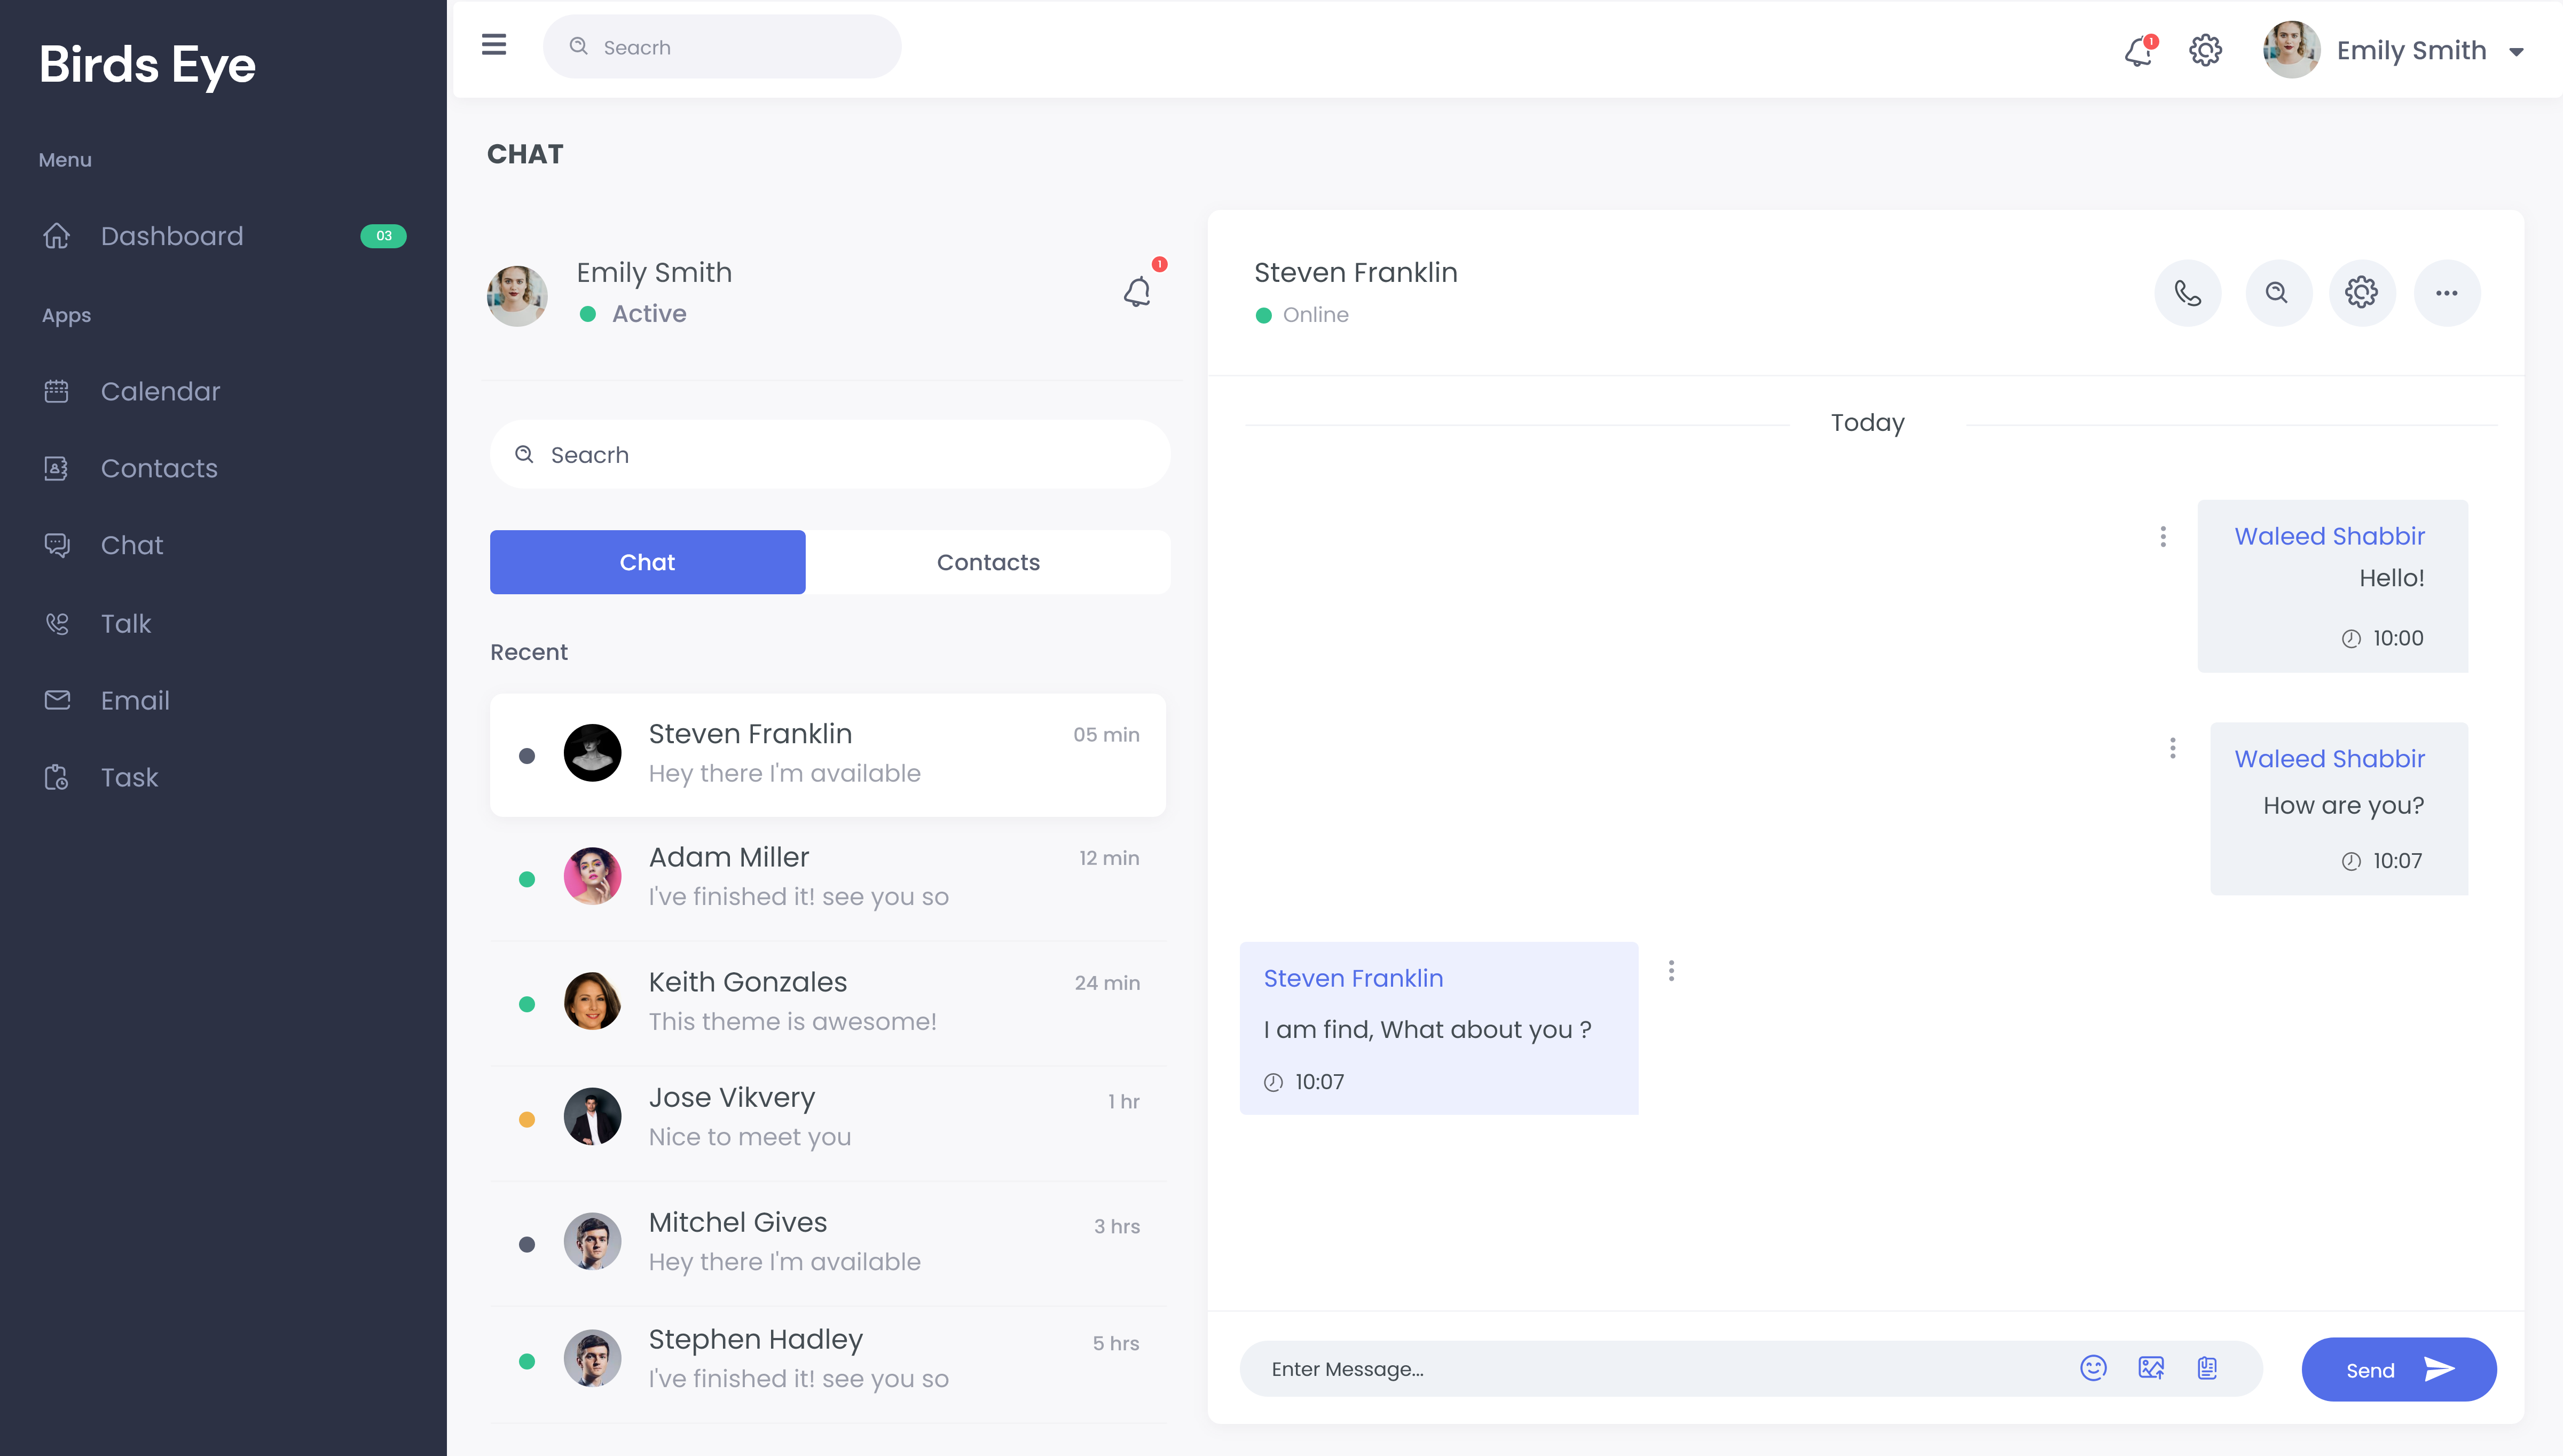 Birds Eye
Menu
Dashboard
03
Apps
Calendar
Contacts
Chat
Talk
Email
Task
Seacrh
1
Emily Smith
CHAT
Emily Smith
Active
1
Seacrh
Chat
Contacts
Recent
Steven Franklin
05 min
Hey there I'm available
Adam Miller
12 min
I've finished it! see you so
Keith Gonzales
24 min
This theme is awesome!
Jose Vikvery
1 hr
Nice to meet you
Mitchel Gives
3 hrs
Hey there I'm available
Stephen Hadley
5 hrs
I've finished it! see you so
Steven Franklin
Online
Today
Waleed Shabbir
Hello!
10:00
Waleed Shabbir
How are you?
10:07
Steven Franklin
I am find, What about you ?
10:07
Enter Message...
Send